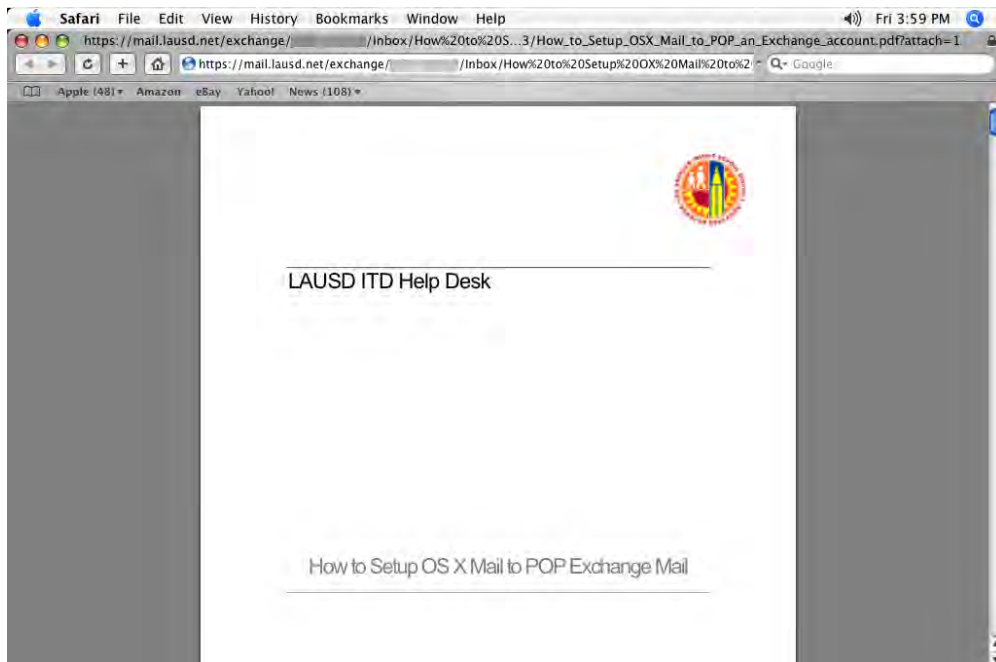 Safari File Edit View History Bookmarks Window Help Fri 3:59 PM
https://mail.lausd.net/exchange/ /Inbox/How%20to%20S...3/How_to_Setup_OSX_Mail_to_POP_an_Exchange_account.pdf?attach=1
https://mail.lausd.net/exchange/ /Inbox/How%20to%20Setup%20OX%20Mail%20to%2 Google
Apple (48) Amazon eBay Yahoo! News (108)
LAUSD ITD Help Desk
How to Setup OS X Mail to POP Exchange Mail